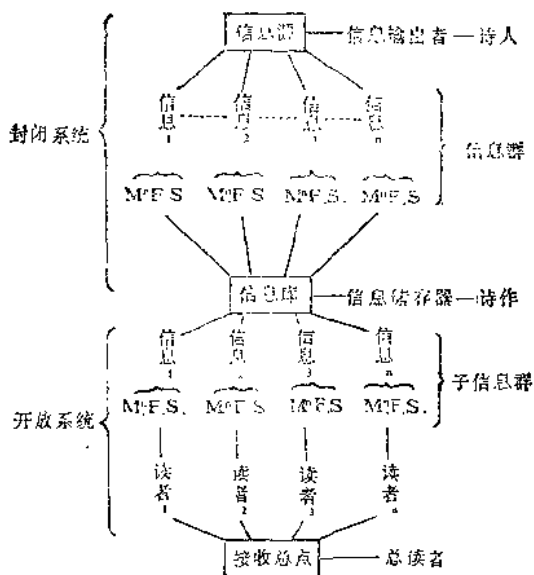 信息源 信息输出者—诗人
信息1 信息2 信息 信息n
封闭系统
信息群
信息库 信息储存器—诗作
信息1 信息 信息3 信息n
子信息群
开放系统
读者1 读者2 读者3 读者n
接收总点 总读者